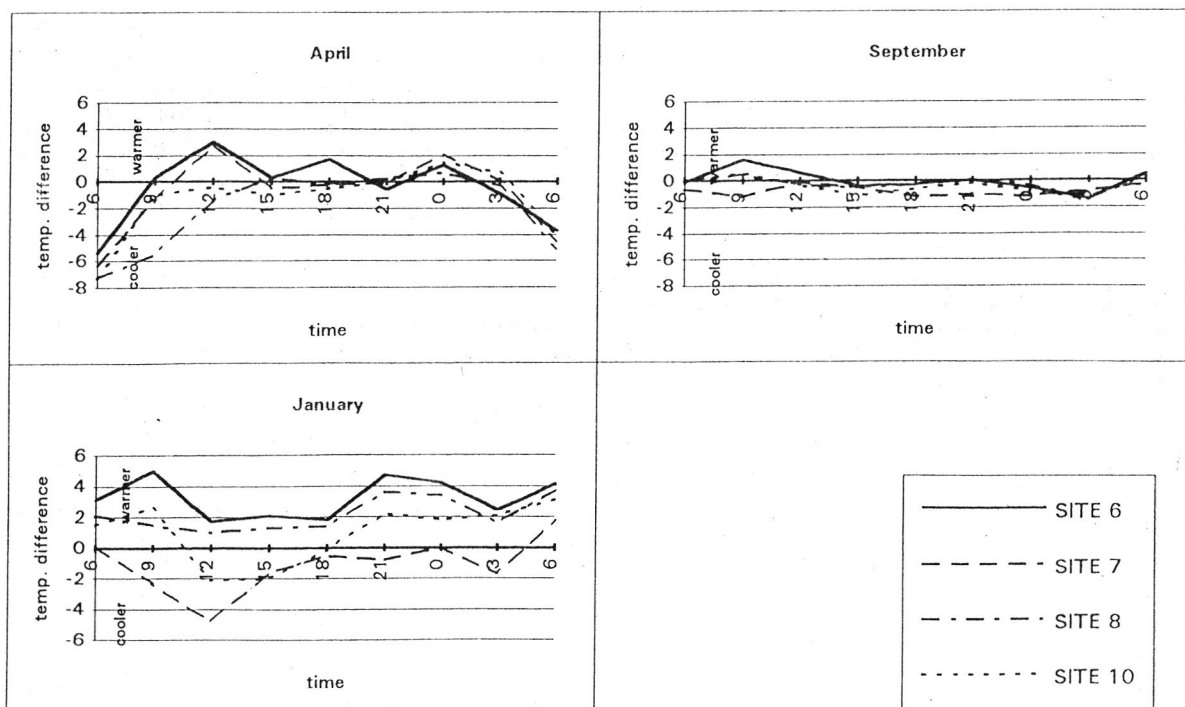 April
6
4
2
0
-2
-4
-6
-8
temp. difference
warmer
cooler
6 9 12 15 18 21 0 3 6
time
September
6
4
2
0
-2
-4
-6
-8
temp. difference
warmer
cooler
6 9 12 15 18 21 0 3 6
time
January
6
4
2
0
-2
-4
-6
temp. difference
warmer
cooler
6 9 12 15 18 21 0 3 6
time
SITE 6
SITE 7
SITE 8
SITE 10